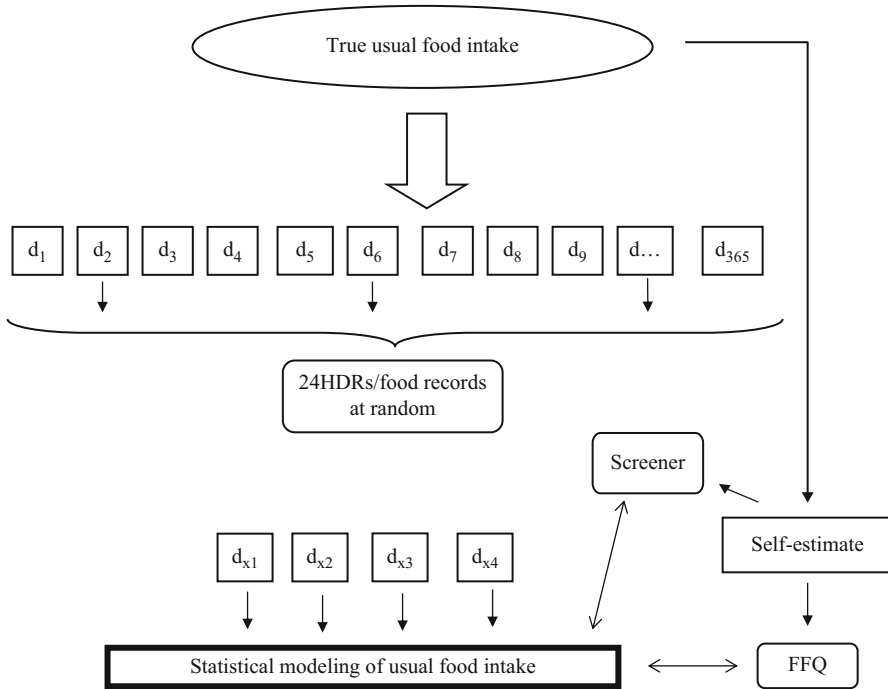 True usual food intake
d₁ d₂ d₃ d₄ d₅ d₆ d₇ d₈ d₉ d… d₃₆₅
24HDRs/food records
at random
Screener
Self-estimate
dₓ₁ dₓ₂ dₓ₃ dₓ₄
Statistical modeling of usual food intake
FFQ